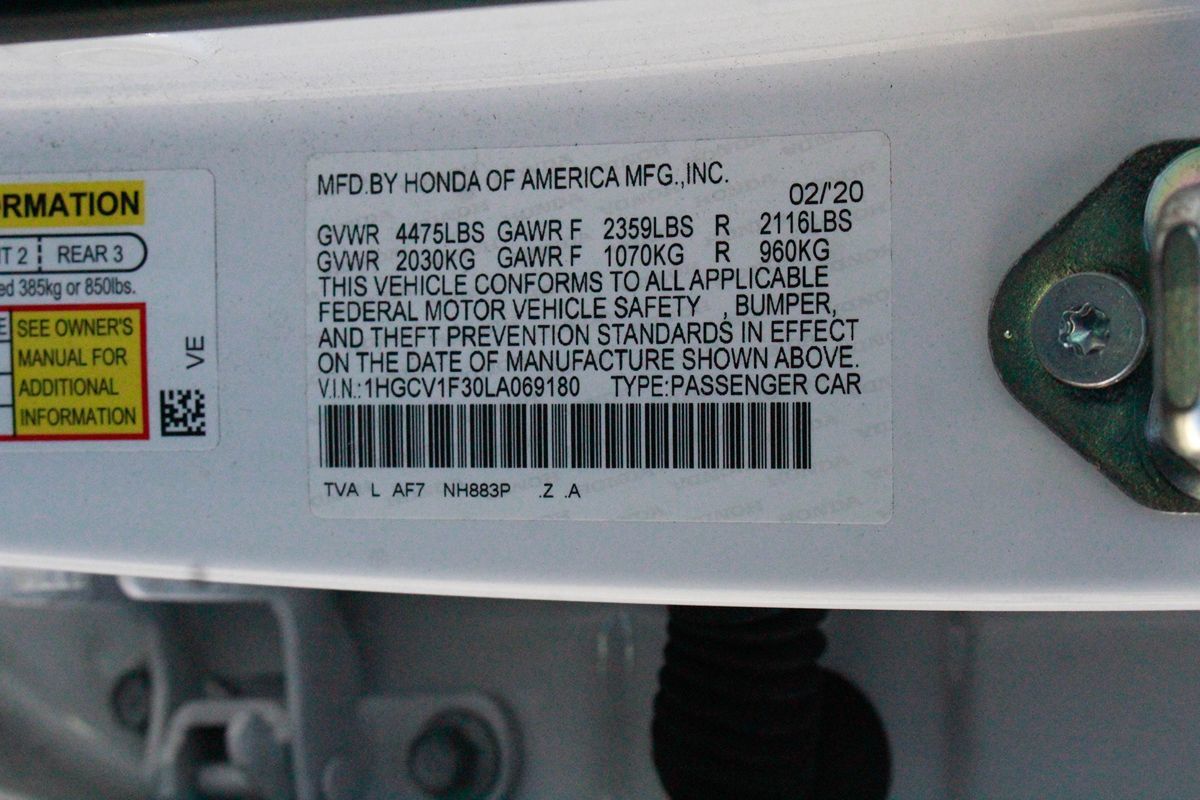 RMATION
T 2 REAR 3
ed 385kg or 850lbs.
E
SEE OWNER'S
MANUAL FOR
ADDITIONAL
INFORMATION
VE
MFD.BY HONDA OF AMERICA MFG.,INC.
02/'20
GVWR 4475LBS GAWR F 2359LBS R 2116LBS
GVWR 2030KG GAWR F 1070KG R 960KG
THIS VEHICLE CONFORMS TO ALL APPLICABLE
FEDERAL MOTOR VEHICLE SAFETY , BUMPER,
AND THEFT PREVENTION STANDARDS IN EFFECT
ON THE DATE OF MANUFACTURE SHOWN ABOVE.
V.I.N.:1HGCV1F30LA069180 TYPE:PASSENGER CAR
TVA L AF7 NH883P .Z .A